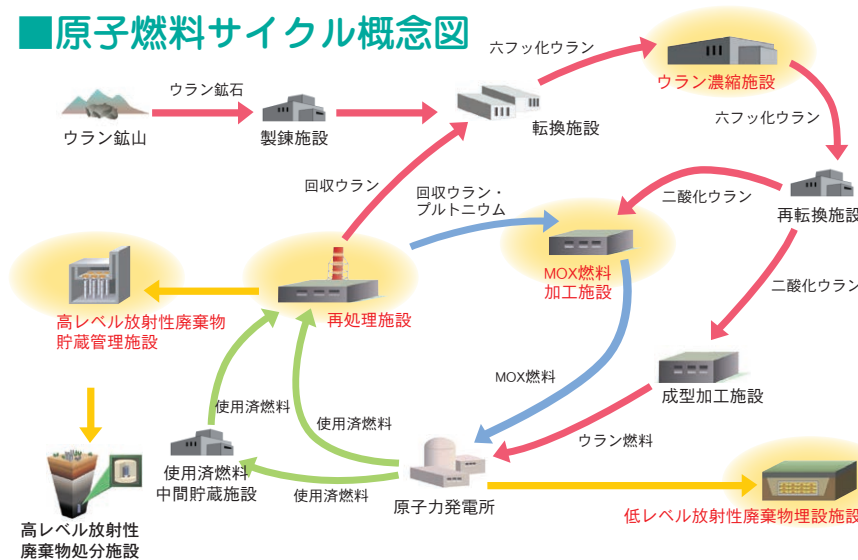 ■原子燃料サイクル概念図
六フッ化ウラン
ウラン鉱石
ウラン濃縮施設
ウラン鉱山
製錬施設
転換施設
六フッ化ウラン
回収ウラン
回収ウラン・
プルトニウム
二酸化ウラン
再転換施設
MOX燃料
加工施設
二酸化ウラン
高レベル放射性廃棄物
貯蔵管理施設
再処理施設
MOX燃料
成型加工施設
使用済燃料
使用済燃料
ウラン燃料
使用済燃料
中間貯蔵施設
使用済燃料
原子力発電所
低レベル放射性廃棄物埋設施設
高レベル放射性
廃棄物処分施設